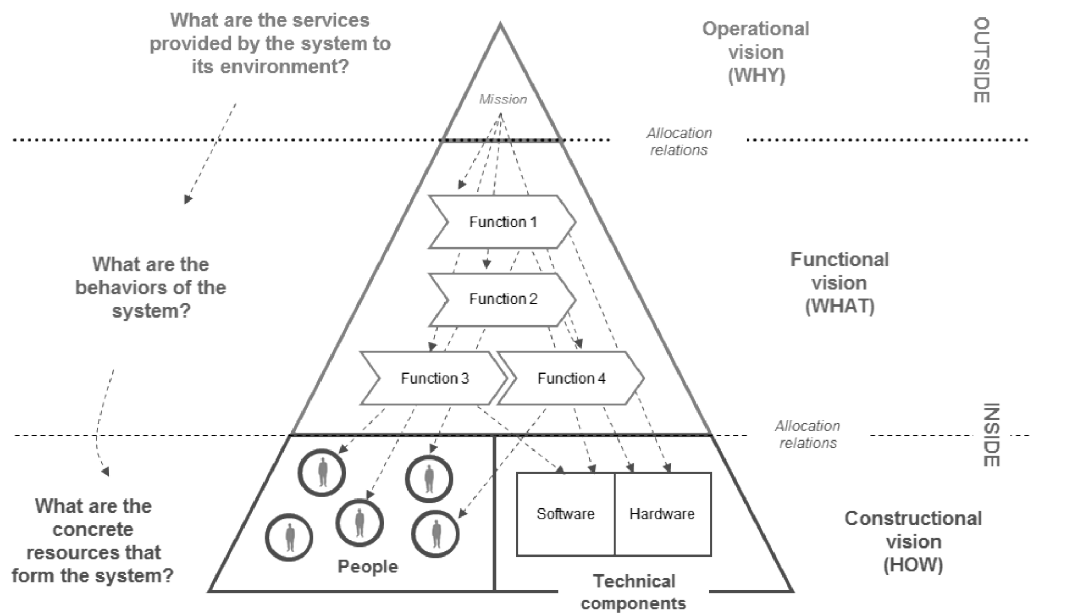 What are the services
provided by the system to
its environment?
Operational
vision
(WHY)
OUTSIDE
Mission
Allocation
relations
Function 1
What are the
behaviors of the
system?
Functional
vision
(WHAT)
Function 2
Function 3
Function 4
Allocation
relations
INSIDE
What are the
concrete
resources that
form the system?
Software
Hardware
Constructional
vision
(HOW)
People
Technical
components